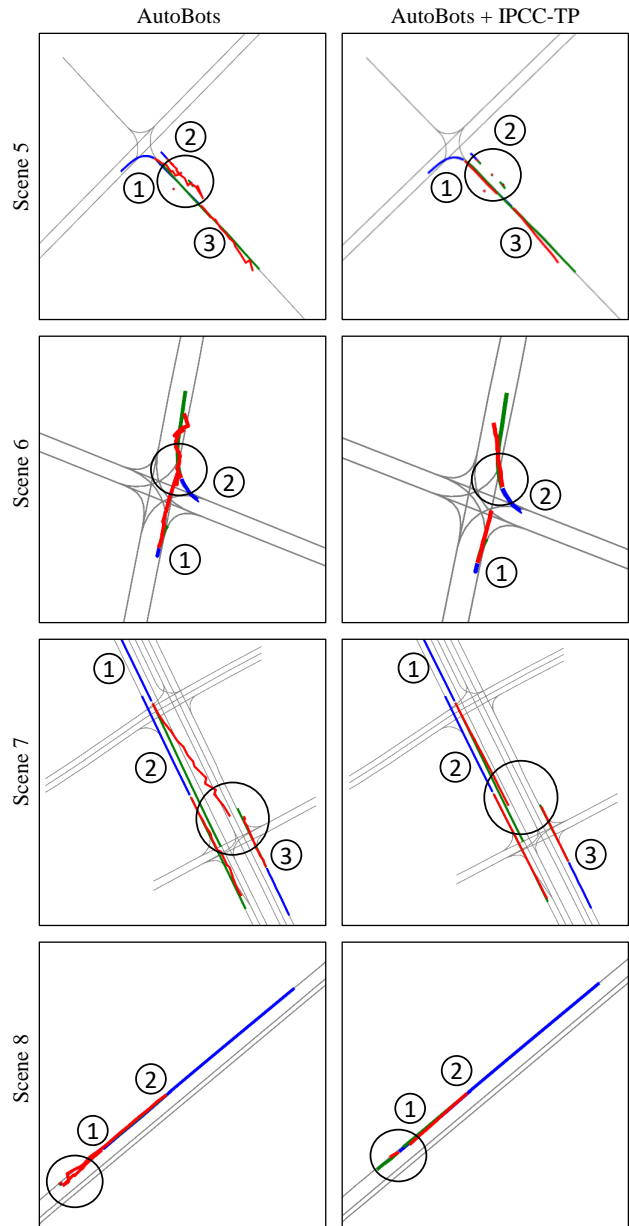 AutoBots
AutoBots + IPCC-TP
Scene 5
② ① ③
② ① ③
Scene 6
② ①
② ①
Scene 7
① ② ③
① ② ③
Scene 8
② ①
② ①